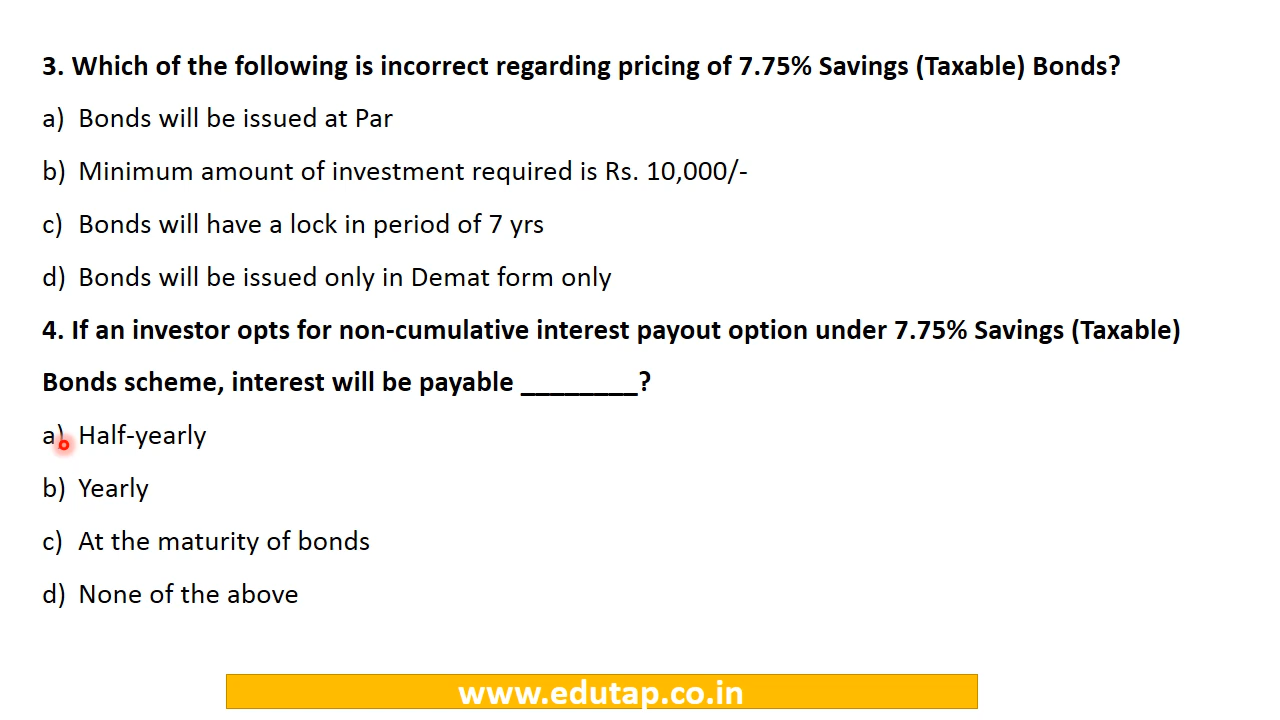 3. Which of the following is incorrect regarding pricing of 7.75% Savings (Taxable) Bonds?
a) Bonds will be issued at Par
b) Minimum amount of investment required is Rs. 10,000/-
c) Bonds will have a lock in period of 7 yrs
d) Bonds will be issued only in Demat form only
4. If an investor opts for non-cumulative interest payout option under 7.75% Savings (Taxable)
Bonds scheme, interest will be payable ________?
a) Half-yearly
b) Yearly
c) At the maturity of bonds
d) None of the above
www.edutap.co.in